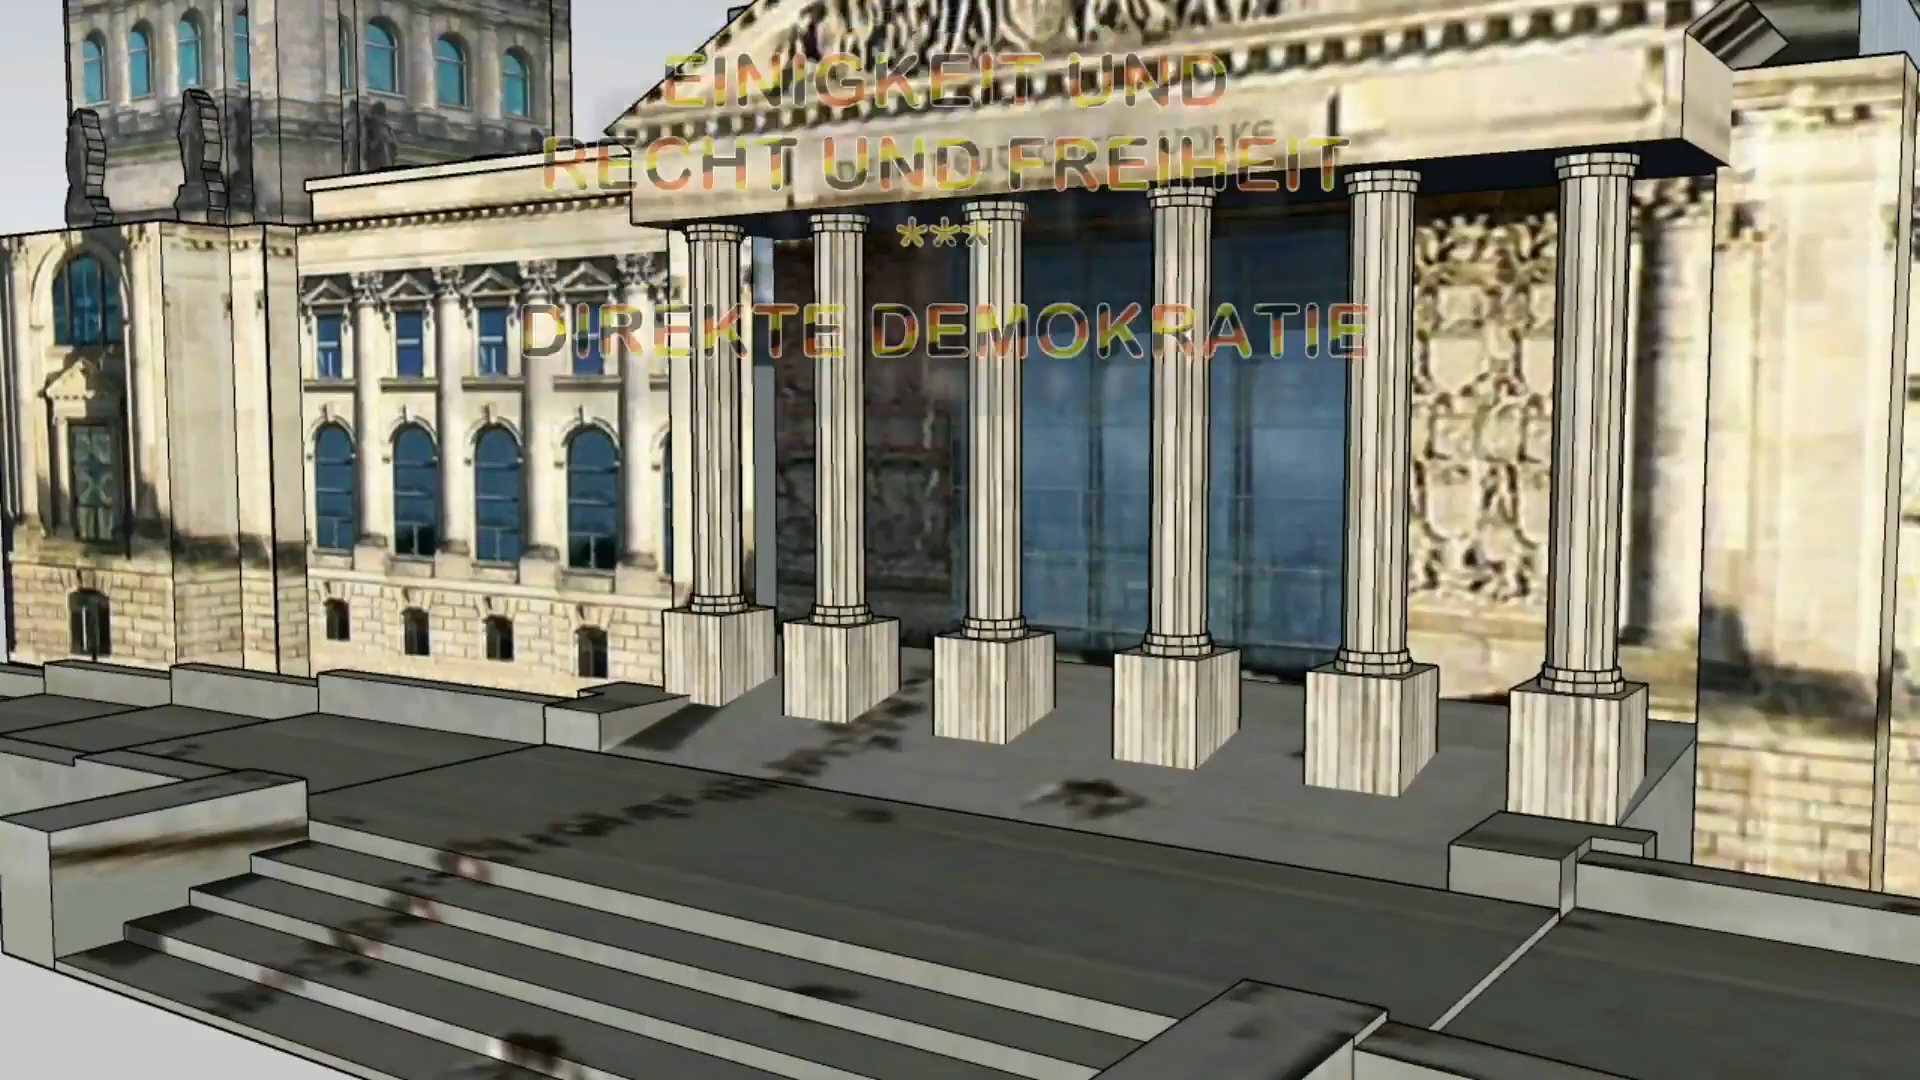 EINIGKEIT UND
RECHT UND FREIHEIT
***
DIREKTE DEMOKRATIE